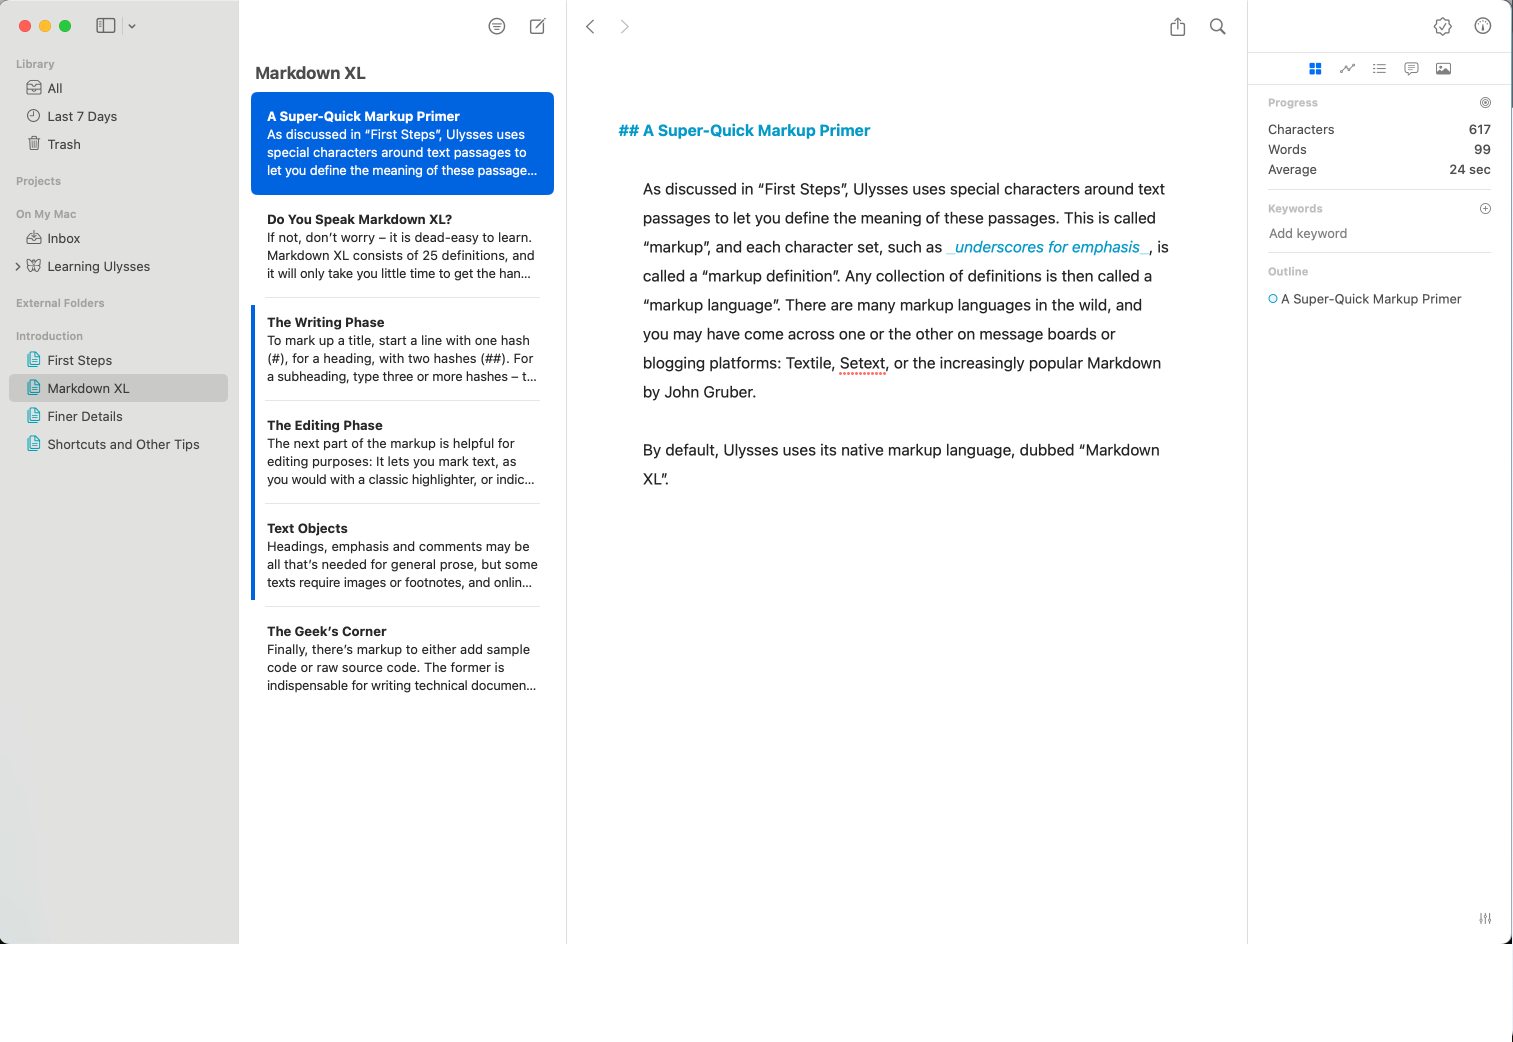 Library
All
Last 7 Days
Trash
Projects
On My Mac
Inbox
Learning Ulysses
External Folders
Introduction
First Steps
Markdown XL
Finer Details
Shortcuts and Other Tips
Markdown XL
A Super-Quick Markup Primer
As discussed in “First Steps”, Ulysses uses
special characters around text passages to
let you define the meaning of these passage...
Do You Speak Markdown XL?
If not, don’t worry – it is dead-easy to learn.
Markdown XL consists of 25 definitions, and
it will only take you little time to get the han...
The Writing Phase
To mark up a title, start a line with one hash
(#), for a heading, with two hashes (##). For
a subheading, type three or more hashes – t...
The Editing Phase
The next part of the markup is helpful for
editing purposes: It lets you mark text, as
you would with a classic highlighter, or indic...
Text Objects
Headings, emphasis and comments may be
all that’s needed for general prose, but some
texts require images or footnotes, and onlin...
The Geek’s Corner
Finally, there’s markup to either add sample
code or raw source code. The former is
indispensable for writing technical documen...
## A Super-Quick Markup Primer
As discussed in “First Steps”, Ulysses uses special characters around text
passages to let you define the meaning of these passages. This is called
“markup”, and each character set, such as _underscores for emphasis_, is
called a “markup definition”. Any collection of definitions is then called a
“markup language”. There are many markup languages in the wild, and
you may have come across one or the other on message boards or
blogging platforms: Textile, Setext, or the increasingly popular Markdown
by John Gruber.
By default, Ulysses uses its native markup language, dubbed “Markdown
XL”.
Progress
Characters 617
Words 99
Average 24 sec
Keywords
Add keyword
Outline
A Super-Quick Markup Primer